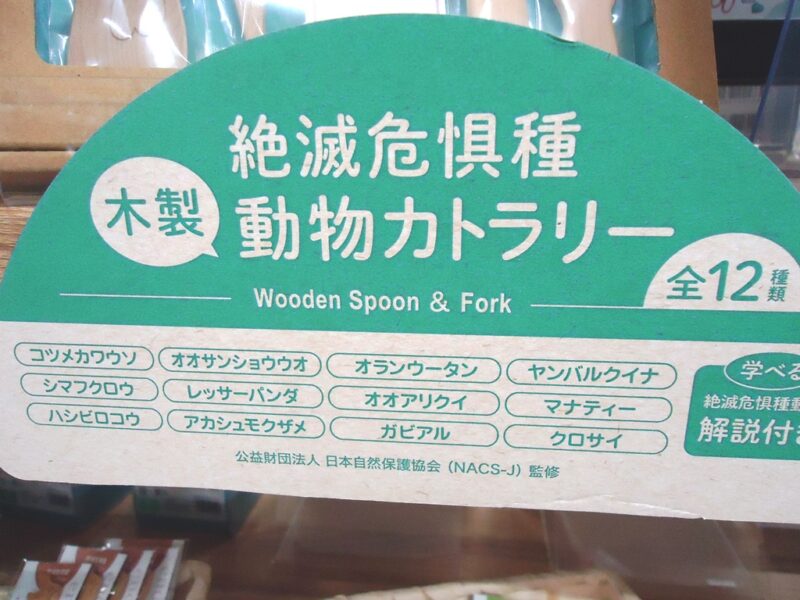 絶滅危惧種
木製
動物カトラリー
全12種類
Wooden Spoon & Fork
コツメカワウソ オオサンショウウオ オランウータン ヤンバルクイナ
シマフクロウ レッサーパンダ オオアリクイ マナティー
ハシビロコウ アカシュモクザメ ガビアル クロサイ
学べる
絶滅危惧種動
解説付き
公益財団法人 日本自然保護協会 (NACS-J) 監修